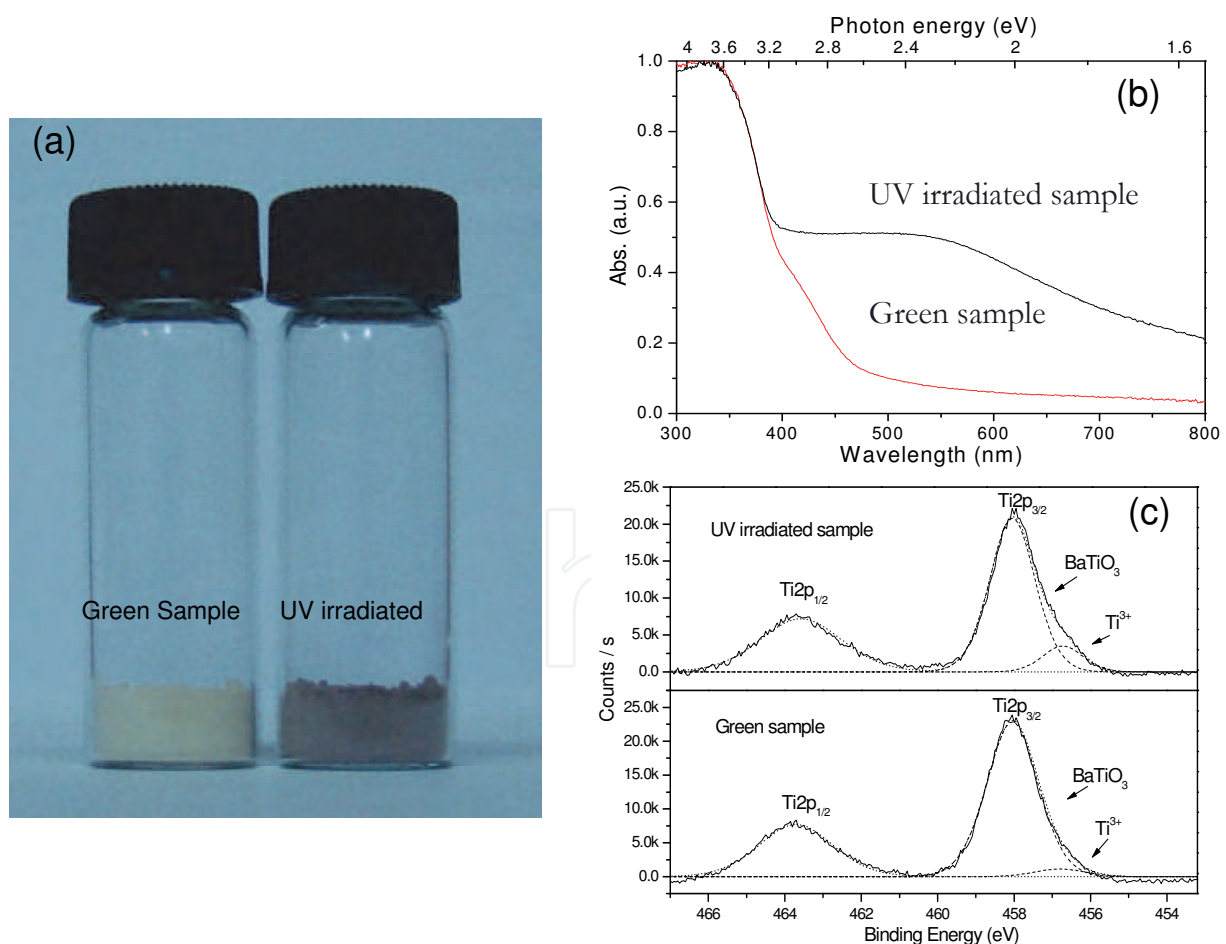 (a)
Green Sample UV irradiated
Photon energy (eV)
4 3.6 3.2 2.8 2.4 2 1.6
(b)
1.0
0.8
0.6
0.4
0.2
0.0
Abs. (a.u.)
UV irradiated sample
Green sample
300 400 500 600 700 800
Wavelength (nm)
(c)
25.0k
20.0k
15.0k
10.0k
5.0k
0.0
UV irradiated sample
Ti2p3/2
BaTiO3
Ti2p1/2
Ti3+
Counts / s
25.0k
20.0k
15.0k
10.0k
5.0k
0.0
Green sample
Ti2p3/2
BaTiO3
Ti2p1/2
Ti3+
466 464 462 460 458 456 454
Binding Energy (eV)